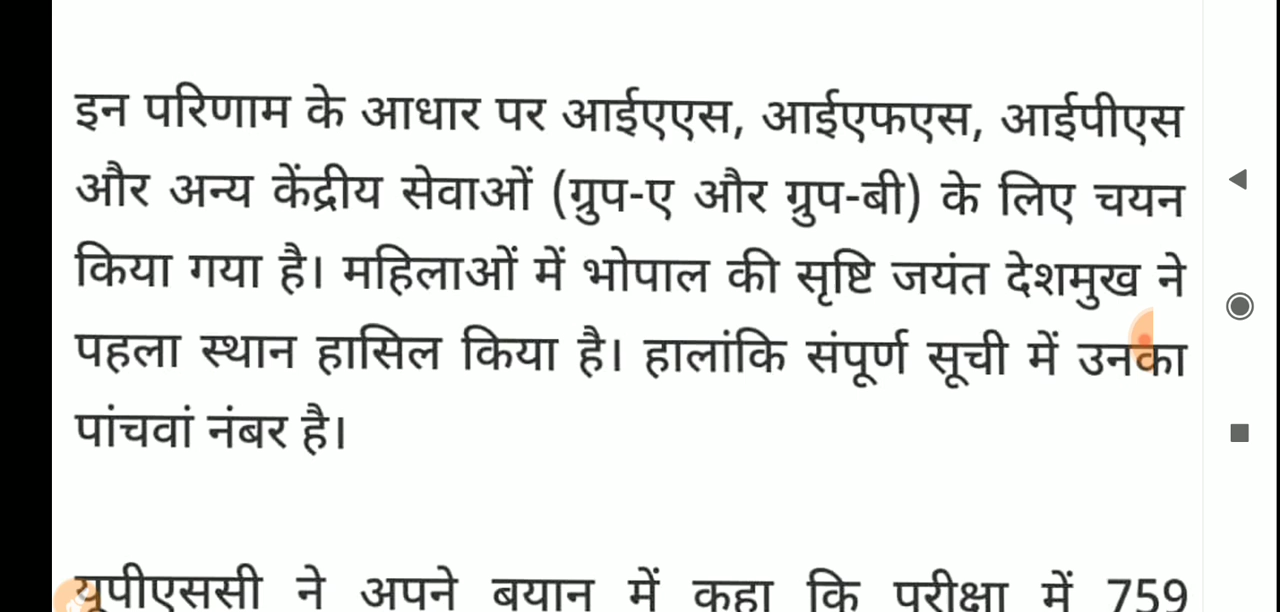 इन परिणाम के आधार पर आईएएस, आईएफएस, आईपीएस
और अन्य केंद्रीय सेवाओं (ग्रुप-ए और ग्रुप-बी) के लिए चयन
किया गया है। महिलाओं में भोपाल की सृष्टि जयंत देशमुख ने
पहला स्थान हासिल किया है। हालांकि संपूर्ण सूची में उनका
पांचवां नंबर है।
यूपीएससी ने अपने बयान में कहा कि परीक्षा में 759